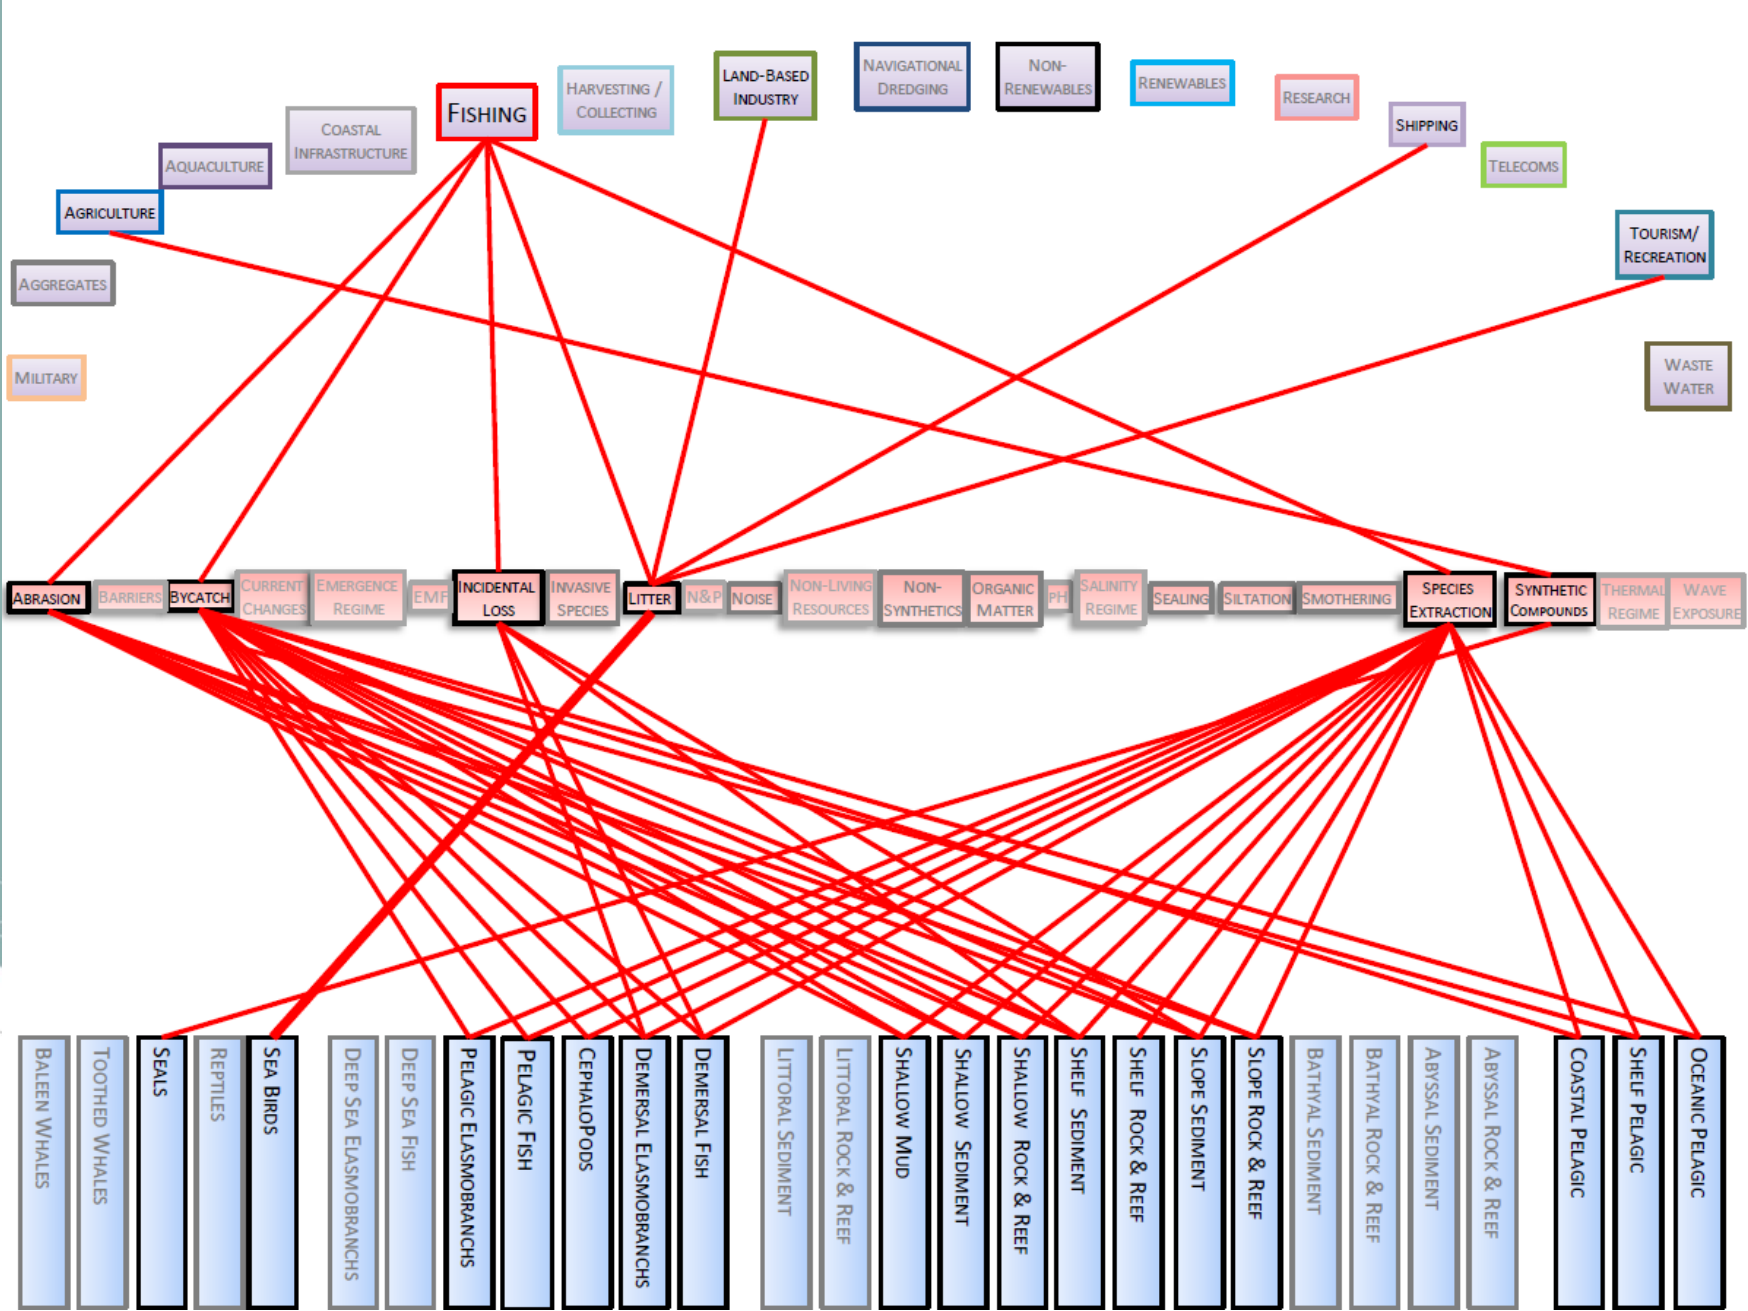 NAVIGATIONAL
DREDGING
NON-
RENEWABLES
LAND-BASED
INDUSTRY
RENEWABLES
HARVESTING /
COLLECTING
RESEARCH
FISHING
SHIPPING
COASTAL
INFRASTRUCTURE
AQUACULTURE
TELECOMS
AGRICULTURE
TOURISM/
RECREATION
AGGREGATES
MILITARY
WASTE
WATER
ABRASION
BARRIERS
BYCATCH
CURRENT
CHANGES
EMERGENCE
REGIME
EMF
INCIDENTAL
LOSS
INVASIVE
SPECIES
LITTER
N&P
NOISE
NON-LIVING
RESOURCES
NON-
SYNTHETICS
ORGANIC
MATTER
PH
SALINITY
REGIME
SEALING
SILTATION
SMOTHERING
SPECIES
EXTRACTION
SYNTHETIC
COMPOUNDS
THERMAL
REGIME
WAVE
EXPOSURE
BALEEN WHALES
TOOTHED WHALES
SEALS
REPTILES
SEA BIRDS
DEEP SEA ELASMOBRANCHS
DEEP SEA FISH
PELAGIC ELASMOBRANCHS
PELAGIC FISH
CEPHALOPODS
DEMERSAL ELASMOBRANCHS
DEMERSAL FISH
LITTORAL SEDIMENT
LITTORAL ROCK & REEF
SHALLOW MUD
SHALLOW SEDIMENT
SHALLOW ROCK & REEF
SHELF SEDIMENT
SHELF ROCK & REEF
SLOPE SEDIMENT
SLOPE ROCK & REEF
BATHYAL SEDIMENT
BATHYAL ROCK & REEF
ABYSSAL SEDIMENT
ABYSSAL ROCK & REEF
COASTAL PELAGIC
SHELF PELAGIC
OCEANIC PELAGIC